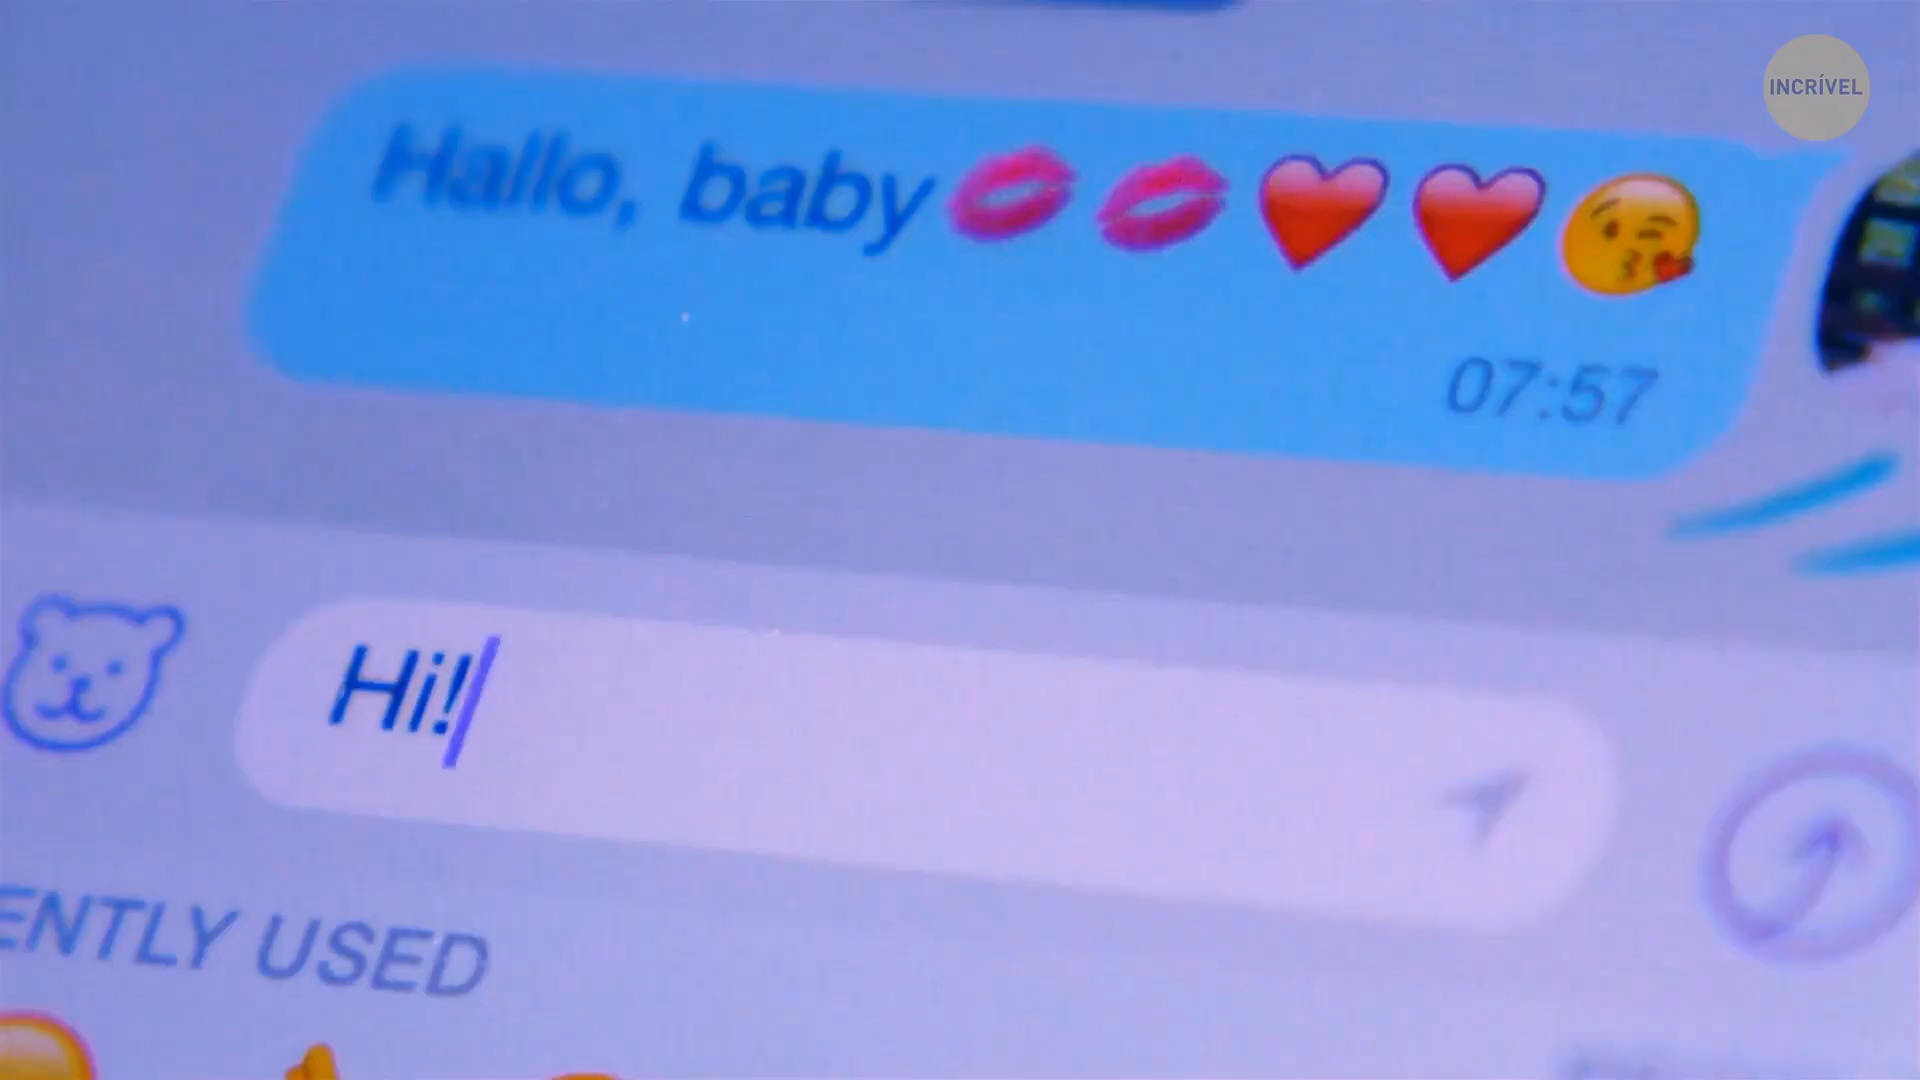 INCRÍVEL
Hallo, baby💋💋❤️❤️😘
07:57
Hi!
ENTLY USED